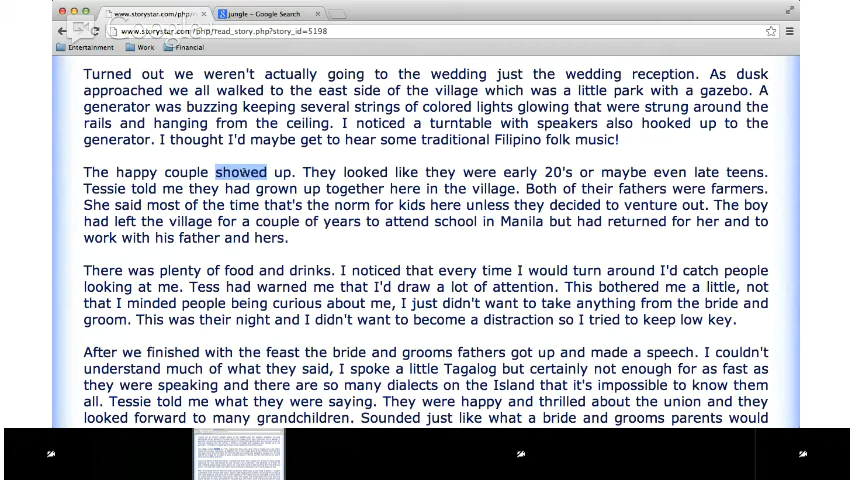 www.storystar.com/php/r
jungle - Google Search
www.storystar.com/php/read_story.php?story_id=5198
Entertainment
Work
Financial
Google
Turned out we weren't actually going to the wedding just the wedding reception. As dusk
approached we all walked to the east side of the village which was a little park with a gazebo. A
generator was buzzing keeping several strings of colored lights glowing that were strung around the
rails and hanging from the ceiling. I noticed a turntable with speakers also hooked up to the
generator. I thought I'd maybe get to hear some traditional Filipino folk music!
The happy couple showed up. They looked like they were early 20's or maybe even late teens.
Tessie told me they had grown up together here in the village. Both of their fathers were farmers.
She said most of the time that's the norm for kids here unless they decided to venture out. The boy
had left the village for a couple of years to attend school in Manila but had returned for her and to
work with his father and hers.
There was plenty of food and drinks. I noticed that every time I would turn around I'd catch people
looking at me. Tess had warned me that I'd draw a lot of attention. This bothered me a little, not
that I minded people being curious about me, I just didn't want to take anything from the bride and
groom. This was their night and I didn't want to become a distraction so I tried to keep low key.
After we finished with the feast the bride and grooms fathers got up and made a speech. I couldn't
understand much of what they said, I spoke a little Tagalog but certainly not enough for as fast as
they were speaking and there are so many dialects on the Island that it's impossible to know them
all. Tessie told me what they were saying. They were happy and thrilled about the union and they
looked forward to many grandchildren. Sounded just like what a bride and grooms parents would